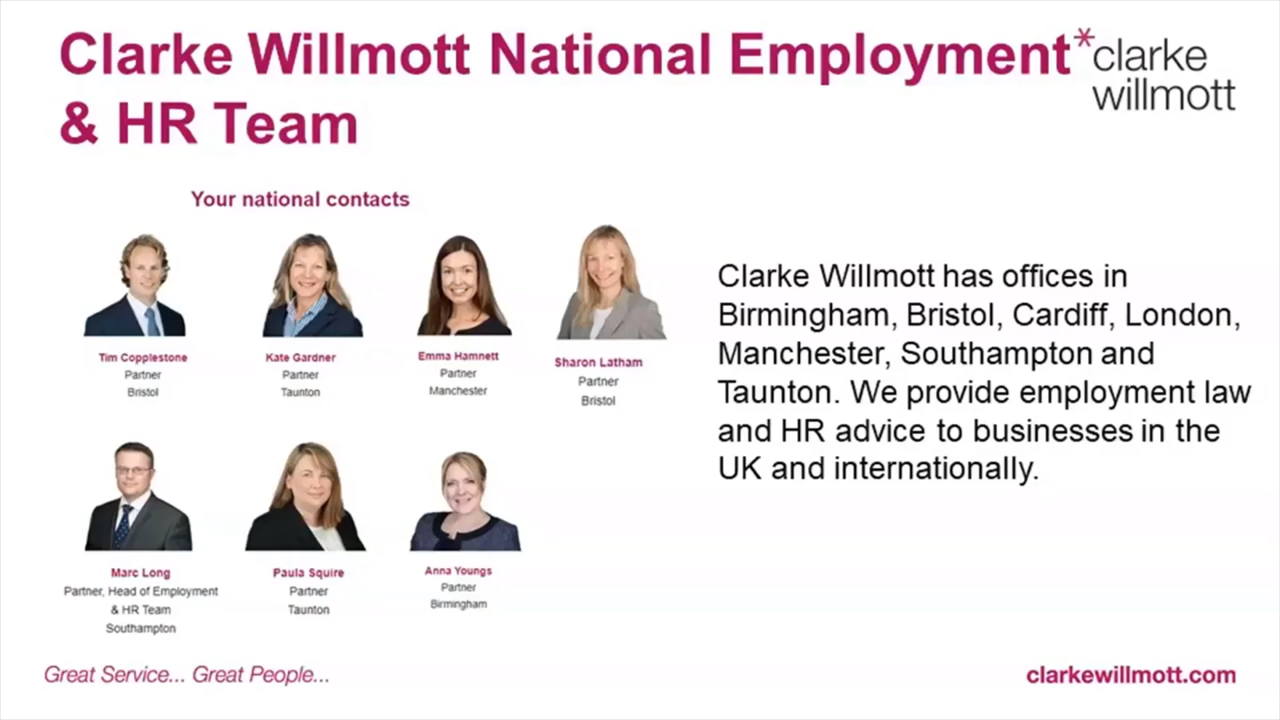 Clarke Willmott National Employment
& HR Team
*clarke
willmott
Your national contacts
Tim Copplestone
Partner
Bristol
Kate Gardner
Partner
Taunton
Emma Hamnett
Partner
Manchester
Sharon Latham
Partner
Bristol
Marc Long
Partner, Head of Employment
& HR Team
Southampton
Paula Squire
Partner
Taunton
Anna Youngs
Partner
Birmingham
Clarke Willmott has offices in
Birmingham, Bristol, Cardiff, London,
Manchester, Southampton and
Taunton. We provide employment law
and HR advice to businesses in the
UK and internationally.
Great Service... Great People...
clarkewillmott.com